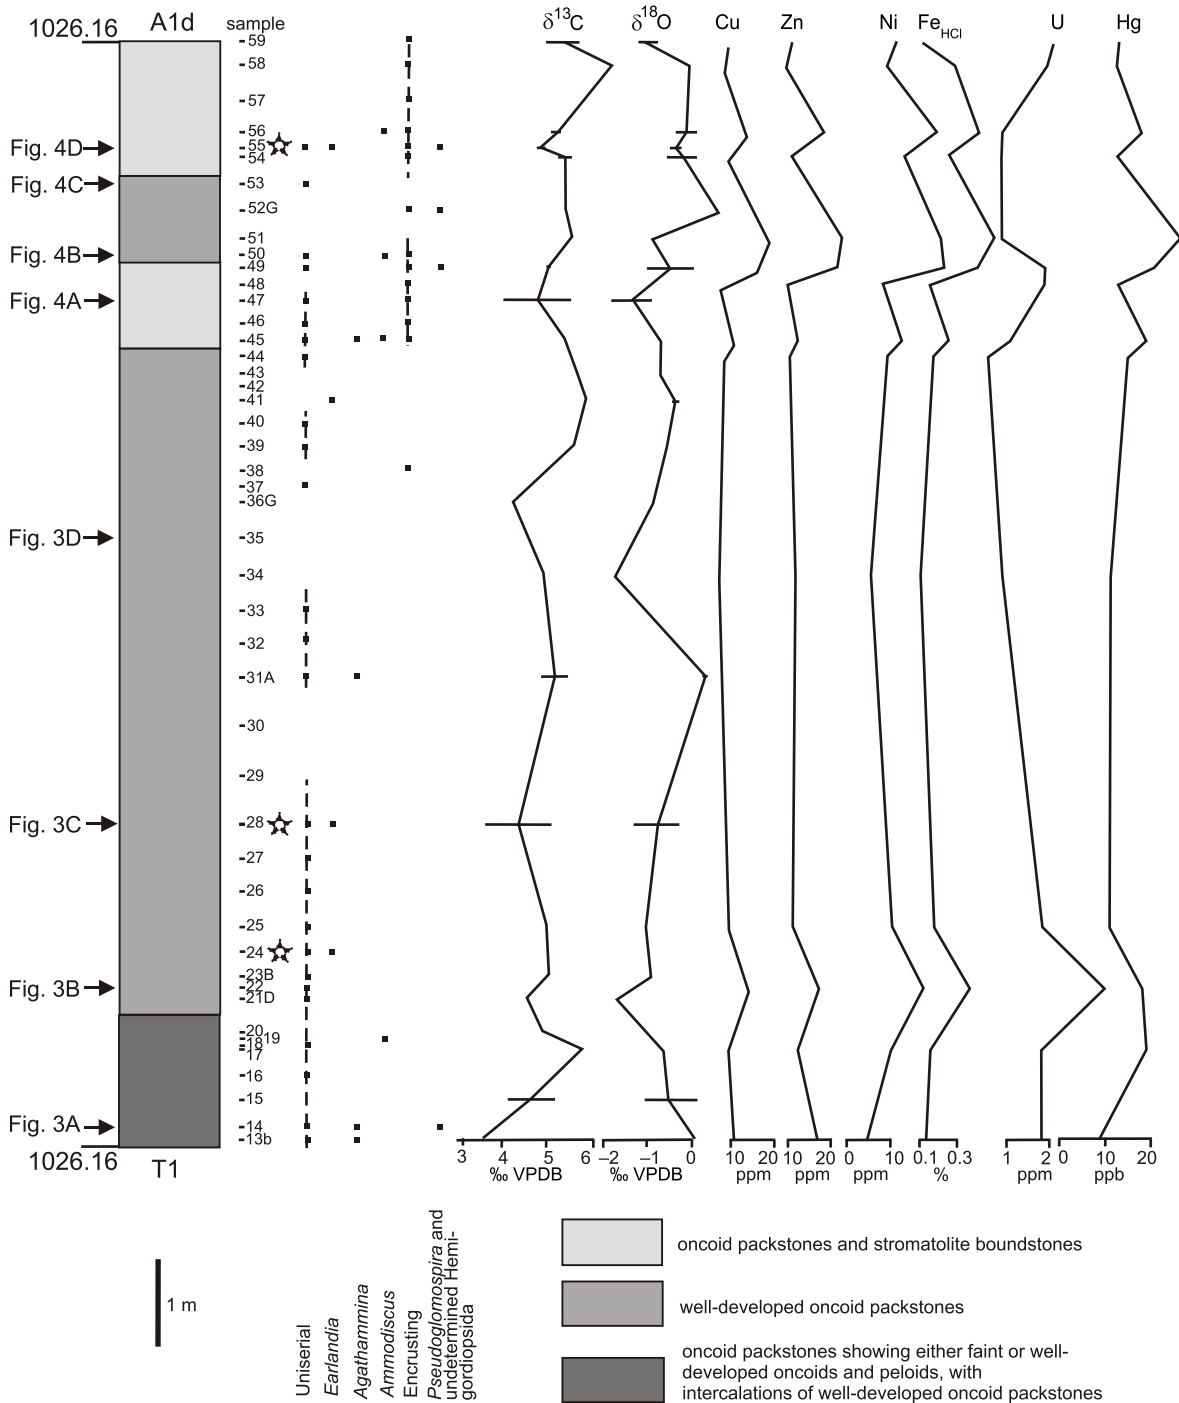 1026.16 A1d sample δ13C δ18O Cu Zn Ni FeHCl U Hg
59
58
57
56
Fig. 4D 55
54
Fig. 4C 53
52G
51
Fig. 4B 50
49
48
Fig. 4A 47
46
45
44
43
42
41
40
39
38
37
36G
Fig. 3D 35
34
33
32
31A
30
29
Fig. 3C 28
27
26
25
24
23B
Fig. 3B 22
21D
20
19
18
17
16
15
Fig. 3A 14
13b
1026.16 T1
3 4 5 6 −2 −1 0 10 20 10 20 0 10 0.1 0.3 1 2 0 10 20
‰ VPDB ‰ VPDB ppm ppm ppm % ppm ppb
1 m
Uniserial
Earlandia
Agathammina
Ammodiscus
Encrusting
Pseudoglomospira and
undetermined Hemi-
gordiopsida
oncoid packstones and stromatolite boundstones
well-developed oncoid packstones
oncoid packstones showing either faint or well-
developed oncoids and peloids, with
intercalations of well-developed oncoid packstones